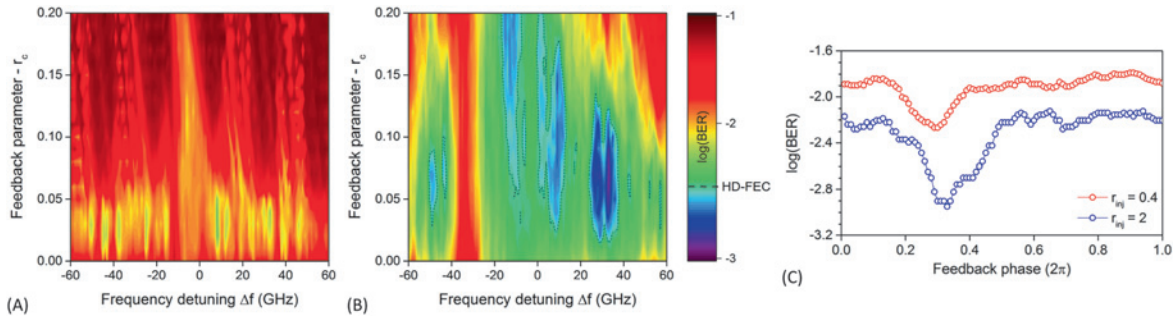 0.20
0.15
0.10
0.05
0.00
-60 -40 -20 0 20 40 60
Feedback parameter - r_c
Frequency detuning Δf (GHz)
(A)
0.20
0.15
0.10
0.05
0.00
-60 -40 -20 0 20 40 60
Feedback parameter - r_c
Frequency detuning Δf (GHz)
(B)
-1
-2
-3
log(BER)
HD-FEC
-1.6
-2.0
-2.4
-2.8
-3.2
log(BER)
r_inj = 0.4
r_inj = 2
0.0 0.2 0.4 0.6 0.8 1.0
Feedback phase (2π)
(C)